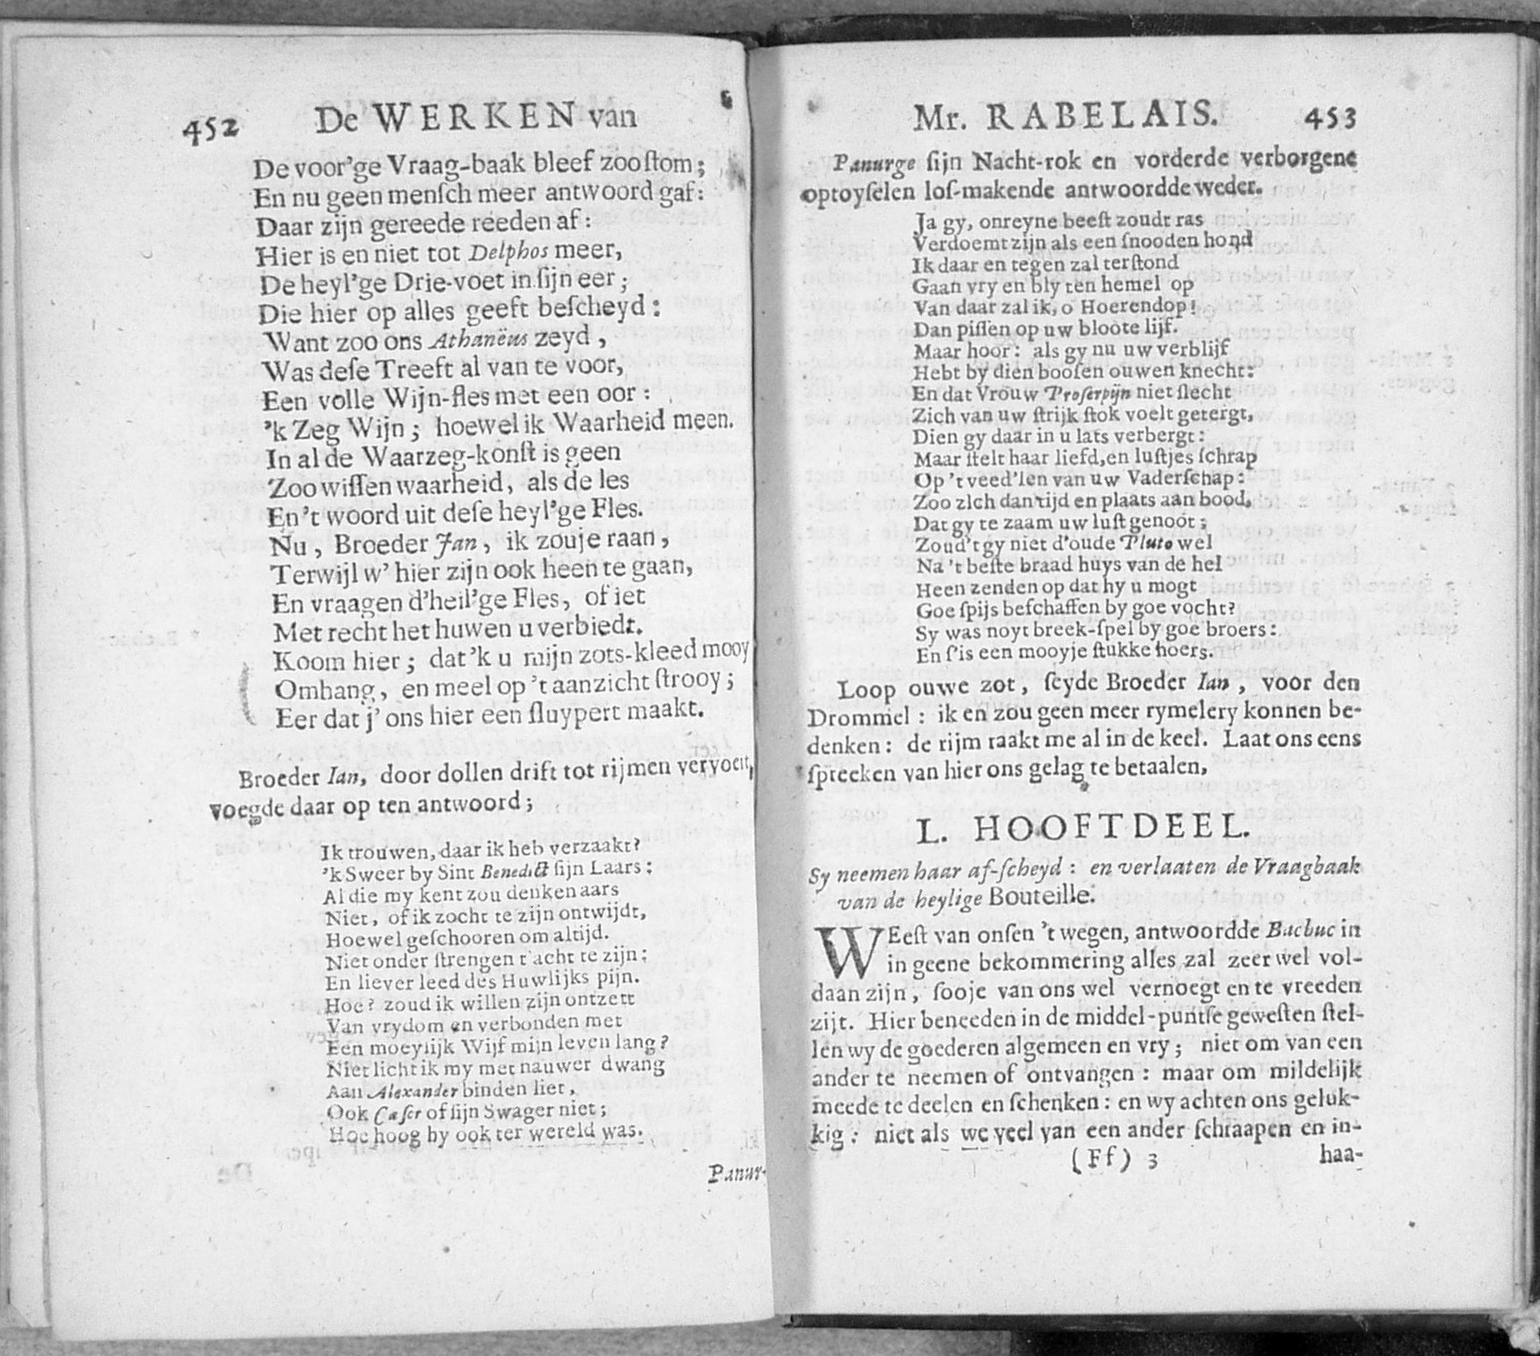 452 De WERKEN van
De voor'ge Vraag-baak bleef zoo ſtom;
En nu geen menſch meer antwoord gaf:
Daar zijn gereede reeden af:
Hier is en niet tot Delphos meer,
De heyl'ge Drie-voet in ſijn eer;
Die hier op alles geeft beſcheyd:
Want zoo ons Athanëus zeyd,
Was deſe Treeft al van te voor,
Een volle Wijn-fles met een oor:
'k Zeg Wijn; hoewel ik Waarheid meen.
In al de Waarzeg-konſt is geen
Zoo wiſſen waarheid, als de les
En 't woord uit deſe heyl'ge Fles.
Nu, Broeder Jan, ik zou je raan,
Terwijl w' hier zijn ook heen te gaan,
En vraagen d'heil'ge Fles, of iet
Met recht het huwen u verbiedt.
Koom hier; dat 'k u mijn zots-kleed mooy
Omhang, en meel op 't aanzicht ſtrooy;
Eer dat j' ons hier een ſluypert maakt.
Broeder Ian, door dollen drift tot rijmen vervoert,
voegde daar op ten antwoord;
Ik trouwen, daar ik heb verzaakt?
'k Sweer by Sint Benedict ſijn Laars:
Al die my kent zou denken aars
Niet, of ik zocht te zijn ontwijdt,
Hoewel geſchooren om altijd.
Niet onder ſtrengen t'acht te zijn:
En liever leed des Huwlijks pijn.
Hoe? zoud ik willen zijn ontzett
Van vrydom en verbonden met
Een moeylijk Wijf mijn leven lang?
Niet licht ik my met nauwer dwang
Aan Alexander binden liet,
Ook Caeſer of ſijn Swager niet;
Hoe hoog hy ook ter wereld was.
Panur-
Mr. RABELAIS. 453
Panurge ſijn Nacht-rok en vorderde verborgene
optoyſelen loſ-makende antwoordde weder.
Ja gy, onreyne beeſt zoudt ras
Verdoemt zijn als een ſnooden hond
Ik daar en tegen zal terſtond
Gaan vry en bly ten hemel op
Van daar zal ik, o Hoerendop!
Dan piſſen op uw bloote lijf.
Maar hoor: als gy nu uw verblijf
Hebt by dien booſen ouwen knecht:
En dat Vrouw Proſerpijn niet ſlecht
Zich van uw ſtrijkſtok voelt getergt,
Dien gy daar in u lats verbergt:
Maar ſtelt haar liefd, en luſtjes ſchrap
Op 't veed'len van uw Vaderſchap:
Zoo zich dan tijd en plaats aan bood,
Dat gy te zaam uw luſt genoot;
Zoud't gy niet d'oude Pluto wel
Na 't beſte braad huys van de hel
Heen zenden op dat hy u mogt
Goe ſpijs beſchaffen by goe vocht?
Sy was noyt breek-ſpel by goe broers:
En ſ'is een mooyje ſtukke hoers.
Loop ouwe zot, ſeyde Broeder Ian, voor den
Drommel: ik en zou geen meer rymelery konnen be-
denken: de rijm raakt me al in de keel. Laat ons eens
ſpreeken van hier ons gelag te betaalen,
L. HOOFTDEEL.
Sy neemen haar af-ſcheyd: en verlaaten de Vraagbaak
van de heylige Bouteille.
WEeſt van onſen 't wegen, antwoordde Bacbuc in
in geene bekommering alles zal zeer wel vol-
daan zijn, ſooje van ons wel vernoegt en te vreeden
zijt. Hier beneeden in de middel-puntſe geweſten ſtel-
len wy de goederen algemeen en vry; niet om van een
ander te neemen of ontvangen: maar om mildelijk
meede te deelen en ſchenken: en wy achten ons geluk-
kig: niet als we veel van een ander ſchraapen en in-
(Ff) 3 haa-